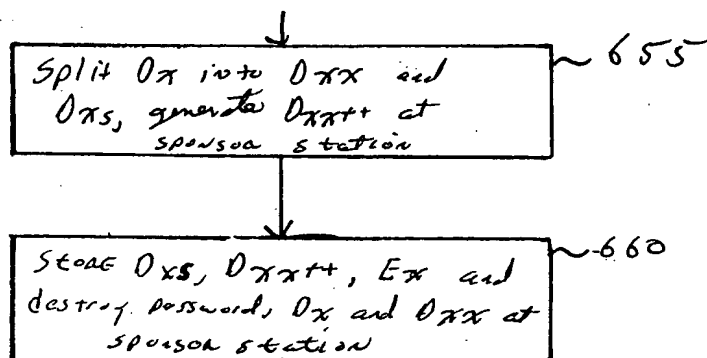 Split Dx into Dxx and
Dxs, generate Dxx++ at
sponsor station
655
Store Dxs, Dxx++, Ex and
destroy password, Dx and Dxx at
sponsor station
660